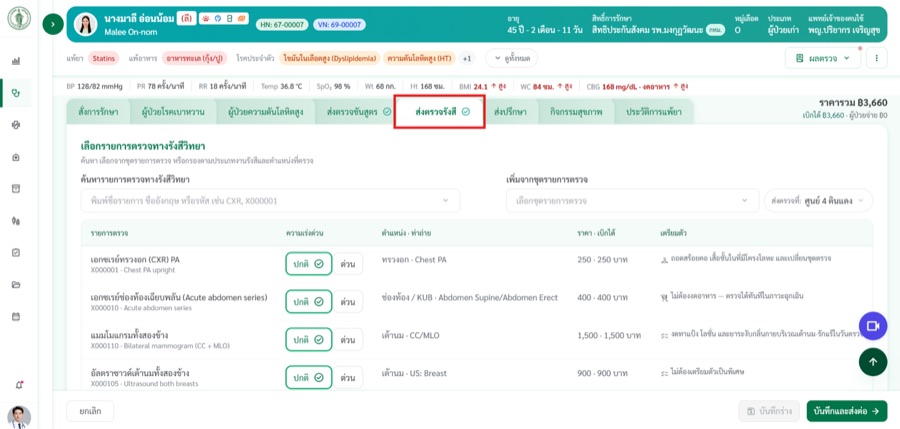 นางมาลี อ่อนน้อม (ลี)
Malee On-nom
HN: 67-00007
VN: 69-00007
อายุ
45 ปี - 2 เดือน - 11 วัน
สิทธิ์การรักษา
สิทธิประกันสังคม รพ.มงกุฎวัฒนะ กทม.
หมู่เลือด
O
ประเภท
ผู้ป่วยเก่า
แพทย์เจ้าของคนไข้
พญ.ปรียากร เจริญสุข
แพ้ยา Statins แพ้อาหาร อาหารทะเล (กุ้ง/ปู) โรคประจำตัว ไขมันในเลือดสูง (Dyslipidemia) ความดันโลหิตสูง (HT) +1 ดูทั้งหมด
ผลตรวจ
BP 128/82 mmHg PR 78 ครั้ง/นาที RR 18 ครั้ง/นาที Temp 36.8 °C SpO₂ 98 % Wt 68 กก. Ht 168 ซม. BMI 24.1 ↑ สูง WC 84 ซม. ↑ สูง CBG 168 mg/dL · งดอาหาร ↑ สูง
สั่งการรักษา ผู้ป่วยโรคเบาหวาน ผู้ป่วยความดันโลหิตสูง ส่งตรวจชันสูตร ส่งตรวจรังสี ส่งปรึกษา กิจกรรมสุขภาพ ประวัติการแพ้ยา
ราคารวม ฿3,660
เบิกได้ ฿3,660 · ผู้ป่วยจ่าย ฿0
เลือกรายการตรวจทางรังสีวิทยา
ค้นหา เลือกจากชุดรายการตรวจ หรือกรองตามประเภทงานรังสีและตำแหน่งที่ตรวจ
ค้นหารายการตรวจทางรังสีวิทยา
เพิ่มจากชุดรายการตรวจ
พิมพ์ชื่อรายการ ชื่ออังกฤษ หรือรหัส เช่น CXR, X000001
เลือกชุดรายการตรวจ
ส่งตรวจที่: ศูนย์ 4 ดินแดง
รายการตรวจ ความเร่งด่วน ตำแหน่ง · ท่าถ่าย ราคา · เบิกได้ เตรียมตัว
เอกซเรย์ทรวงอก (CXR) PA
X000001 · Chest PA upright
ปกติ ด่วน
ทรวงอก · Chest PA
250 · 250 บาท
ถอดสร้อยคอ เสื้อชั้นในที่มีโครงโลหะ และเปลี่ยนชุดตรวจ
เอกซเรย์ช่องท้องเฉียบพลัน (Acute abdomen series)
X000010 · Acute abdomen series
ปกติ ด่วน
ช่องท้อง / KUB · Abdomen Supine/Abdomen Erect
400 · 400 บาท
ไม่ต้องงดอาหาร — ตรวจได้ทันทีในภาวะฉุกเฉิน
แมมโมแกรมทั้งสองข้าง
X000110 · Bilateral mammogram (CC + MLO)
ปกติ ด่วน
เต้านม · CC/MLO
1,500 · 1,500 บาท
งดทาแป้ง โลชั่น และยาระงับกลิ่นกายบริเวณเต้านม-รักแร้ในวันตรวจ
อัลตราซาวด์เต้านมทั้งสองข้าง
X000105 · Ultrasound both breasts
ปกติ ด่วน
เต้านม · US: Breast
900 · 900 บาท
ไม่ต้องเตรียมตัวเป็นพิเศษ
ยกเลิก
บันทึกร่าง
บันทึกและส่งต่อ